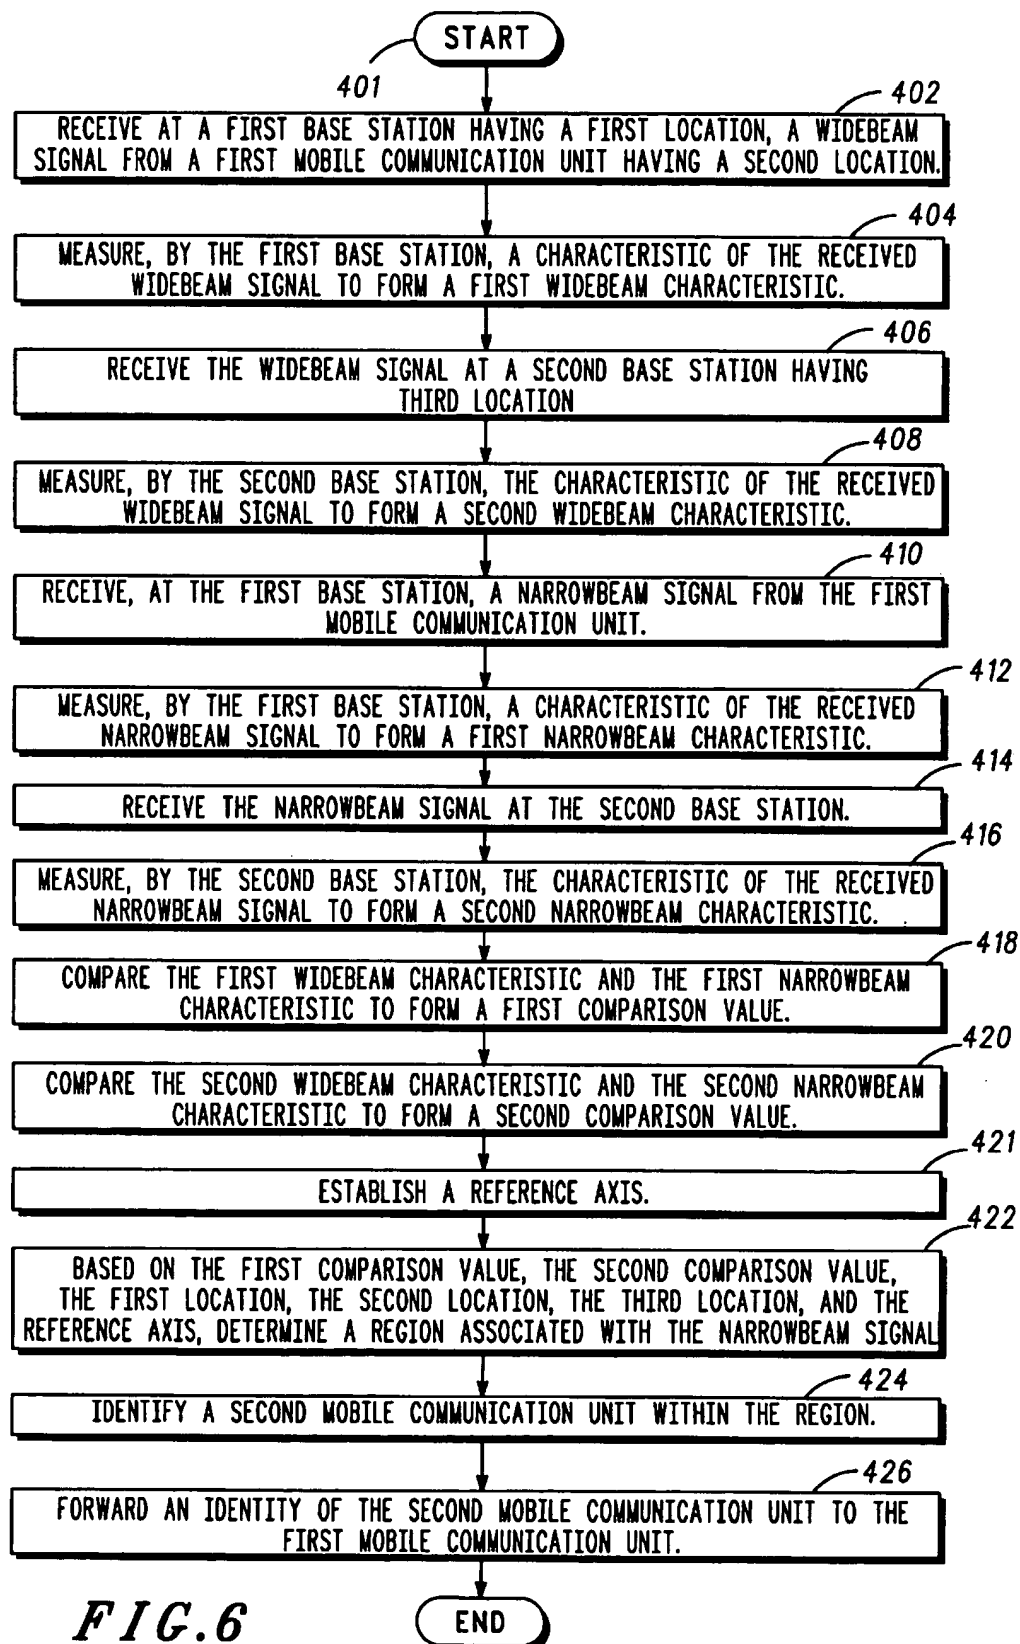 START
401
402
RECEIVE AT A FIRST BASE STATION HAVING A FIRST LOCATION, A WIDEBEAM
SIGNAL FROM A FIRST MOBILE COMMUNICATION UNIT HAVING A SECOND LOCATION.
404
MEASURE, BY THE FIRST BASE STATION, A CHARACTERISTIC OF THE RECEIVED
WIDEBEAM SIGNAL TO FORM A FIRST WIDEBEAM CHARACTERISTIC.
406
RECEIVE THE WIDEBEAM SIGNAL AT A SECOND BASE STATION HAVING
THIRD LOCATION
408
MEASURE, BY THE SECOND BASE STATION, THE CHARACTERISTIC OF THE RECEIVED
WIDEBEAM SIGNAL TO FORM A SECOND WIDEBEAM CHARACTERISTIC.
410
RECEIVE, AT THE FIRST BASE STATION, A NARROWBEAM SIGNAL FROM THE FIRST
MOBILE COMMUNICATION UNIT.
412
MEASURE, BY THE FIRST BASE STATION, A CHARACTERISTIC OF THE RECEIVED
NARROWBEAM SIGNAL TO FORM A FIRST NARROWBEAM CHARACTERISTIC.
414
RECEIVE THE NARROWBEAM SIGNAL AT THE SECOND BASE STATION.
416
MEASURE, BY THE SECOND BASE STATION, THE CHARACTERISTIC OF THE RECEIVED
NARROWBEAM SIGNAL TO FORM A SECOND NARROWBEAM CHARACTERISTIC.
418
COMPARE THE FIRST WIDEBEAM CHARACTERISTIC AND THE FIRST NARROWBEAM
CHARACTERISTIC TO FORM A FIRST COMPARISON VALUE.
420
COMPARE THE SECOND WIDEBEAM CHARACTERISTIC AND THE SECOND NARROWBEAM
CHARACTERISTIC TO FORM A SECOND COMPARISON VALUE.
421
ESTABLISH A REFERENCE AXIS.
422
BASED ON THE FIRST COMPARISON VALUE, THE SECOND COMPARISON VALUE,
THE FIRST LOCATION, THE SECOND LOCATION, THE THIRD LOCATION, AND THE
REFERENCE AXIS, DETERMINE A REGION ASSOCIATED WITH THE NARROWBEAM SIGNAL
424
IDENTIFY A SECOND MOBILE COMMUNICATION UNIT WITHIN THE REGION.
426
FORWARD AN IDENTITY OF THE SECOND MOBILE COMMUNICATION UNIT TO THE
FIRST MOBILE COMMUNICATION UNIT.
END
FIG.6